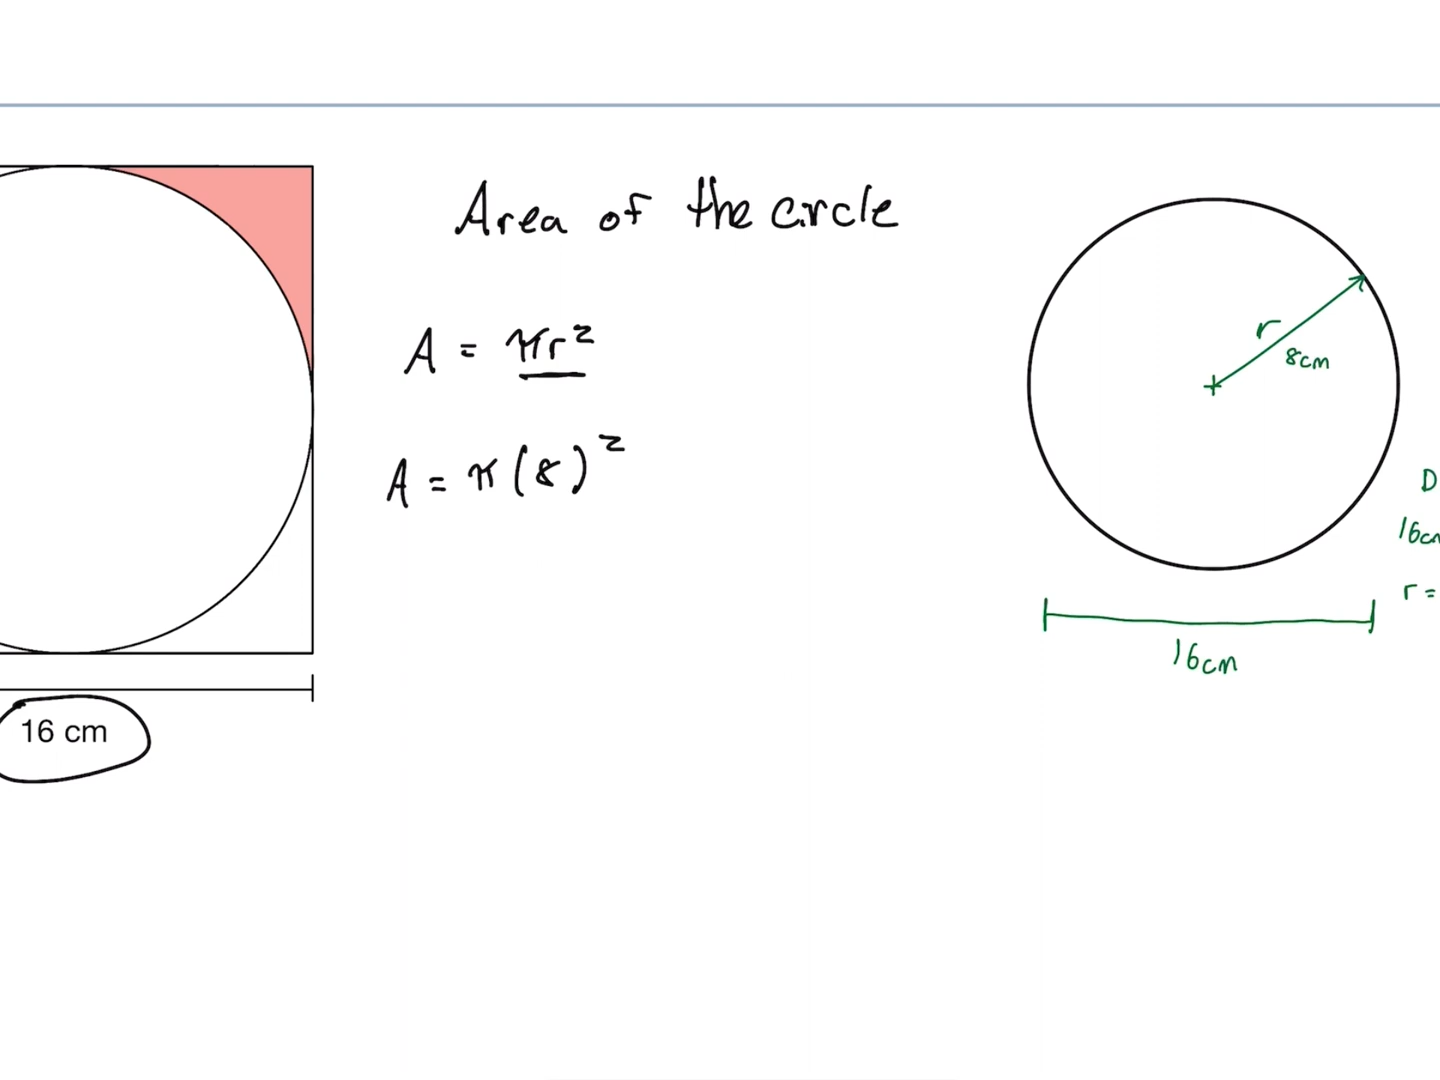 Area of the circle
A = πr²
A = π(8)²
16 cm
r
8cm
16cm
D
16cm
r =